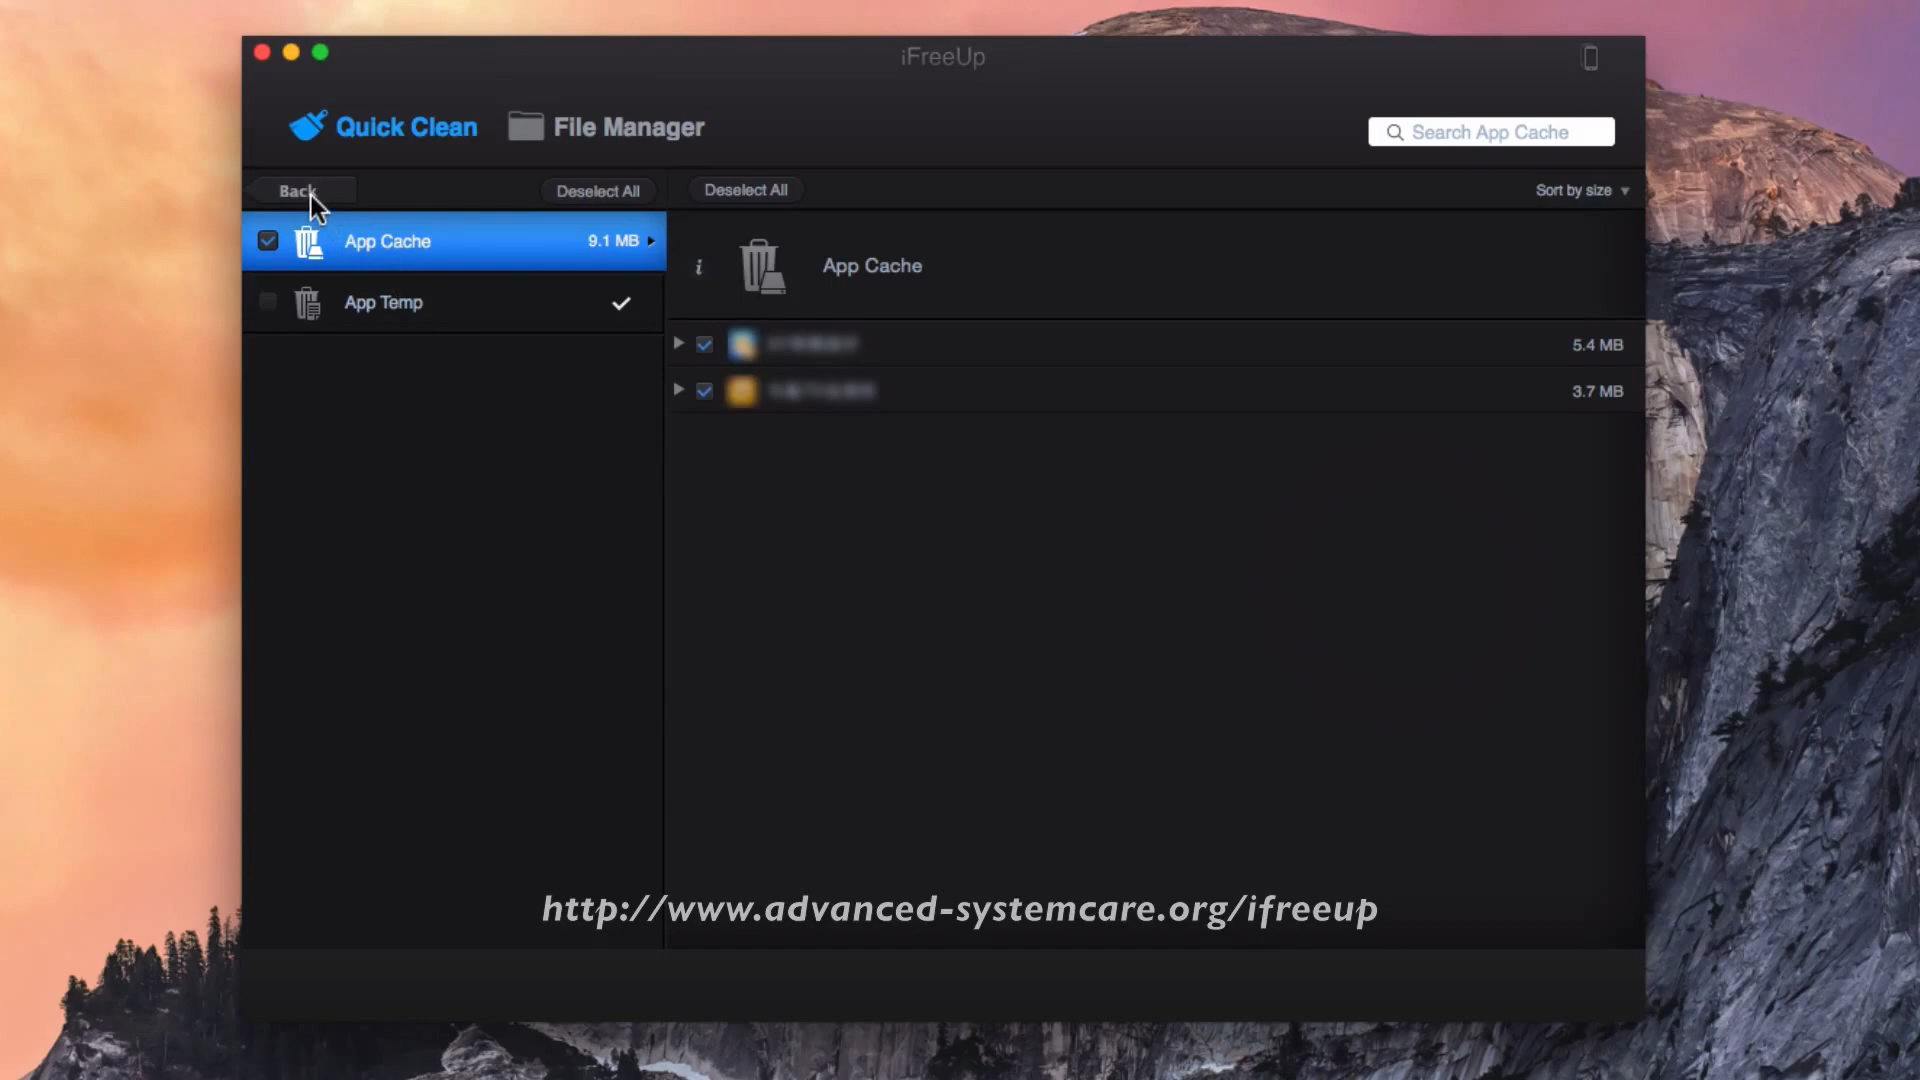 iFreeUp
Quick Clean
File Manager
Search App Cache
Back
Deselect All
Deselect All
Sort by size
App Cache
9.1 MB
App Temp
i
App Cache
5.4 MB
3.7 MB
http://www.advanced-systemcare.org/ifreeup